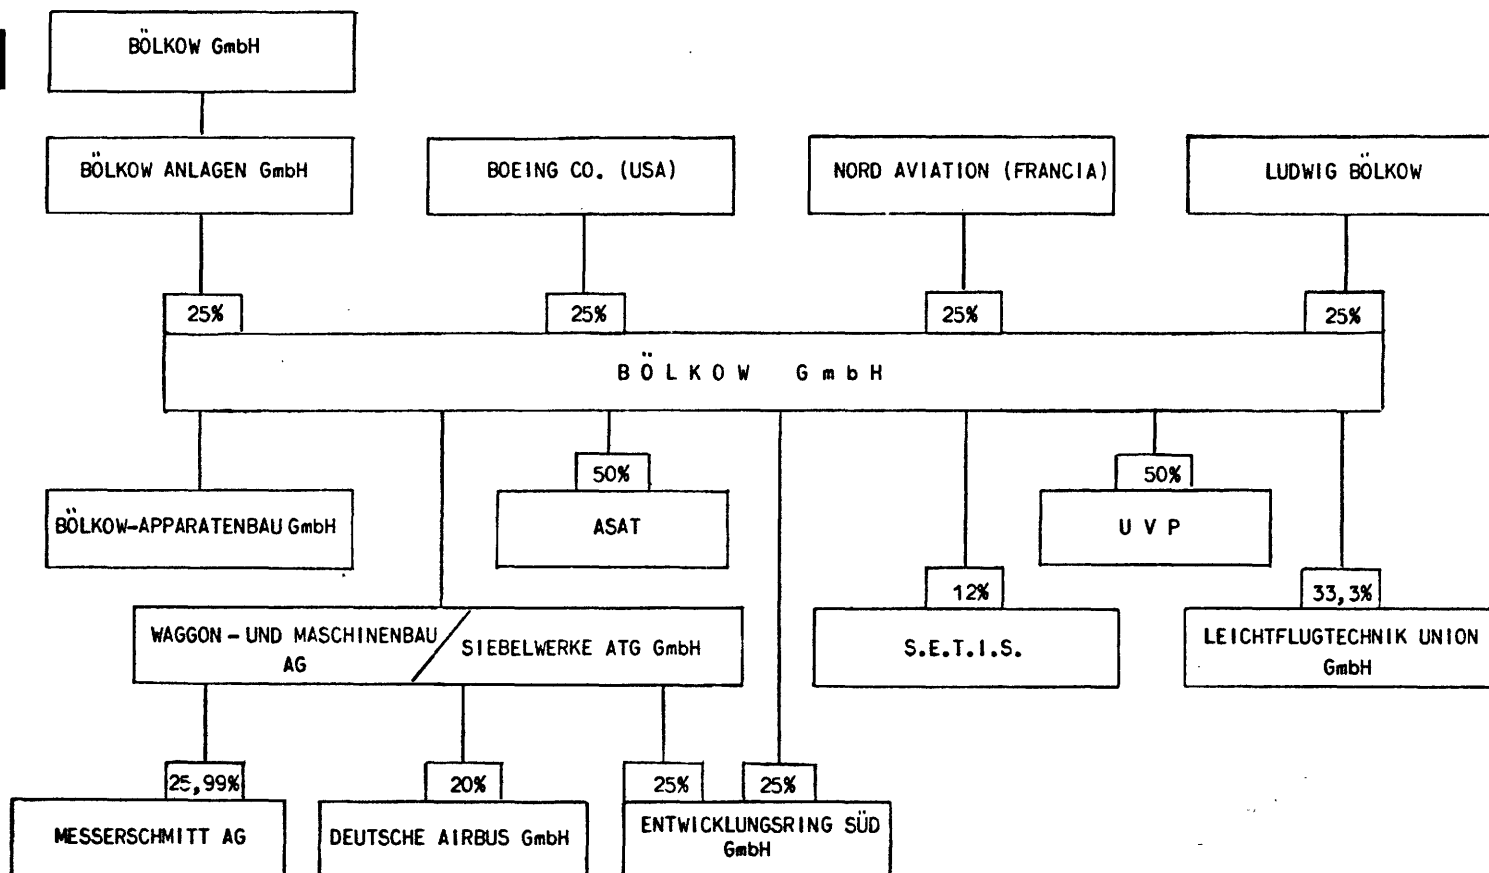 BÖLKOW GmbH
BÖLKOW ANLAGEN GmbH
BOEING CO. (USA)
NORD AVIATION (FRANCIA)
LUDWIG BÖLKOW
25%
25%
25%
25%
BÖLKOW GmbH
50%
50%
BÖLKOW-APPARATENBAU GmbH
ASAT
U V P
12%
33,3%
WAGGON - UND MASCHINENBAU
AG
SIEBELWERKE ATG GmbH
S.E.T.I.S.
LEICHTFLUGTECHNIK UNION
GmbH
25,99%
20%
25%
25%
MESSERSCHMITT AG
DEUTSCHE AIRBUS GmbH
ENTWICKLUNGSRING SÜD
GmbH